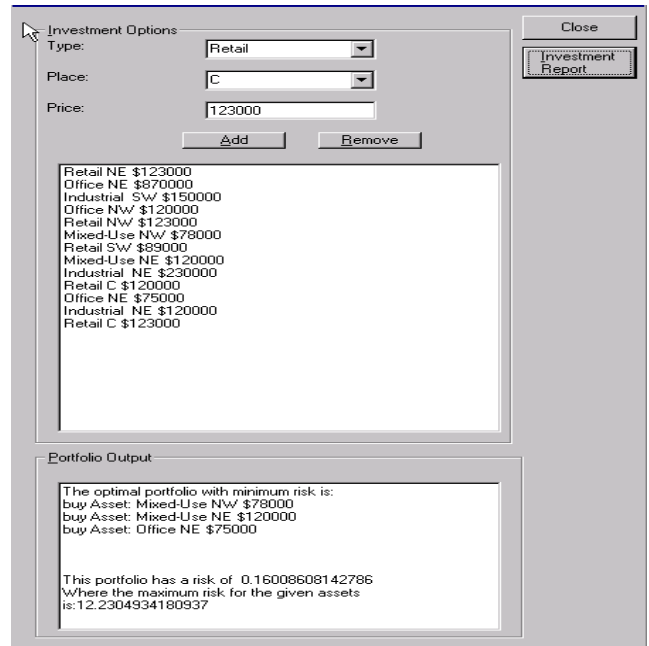 Investment Options
Close
Type:
Retail
Investment
Report
Place:
C
Price:
123000
Add
Remove
Retail NE $123000
Office NE $870000
Industrial SW $150000
Office NW $120000
Retail NW $123000
Mixed-Use NW $78000
Retail SW $89000
Mixed-Use NE $120000
Industrial NE $230000
Retail C $120000
Office NE $75000
Industrial NE $120000
Retail C $123000
Portfolio Output
The optimal portfolio with minimum risk is:
buy Asset: Mixed-Use NW $78000
buy Asset: Mixed-Use NE $120000
buy Asset: Office NE $75000
This portfolio has a risk of 0.16008608142786
Where the maximum risk for the given assets
is:12.2304934180937